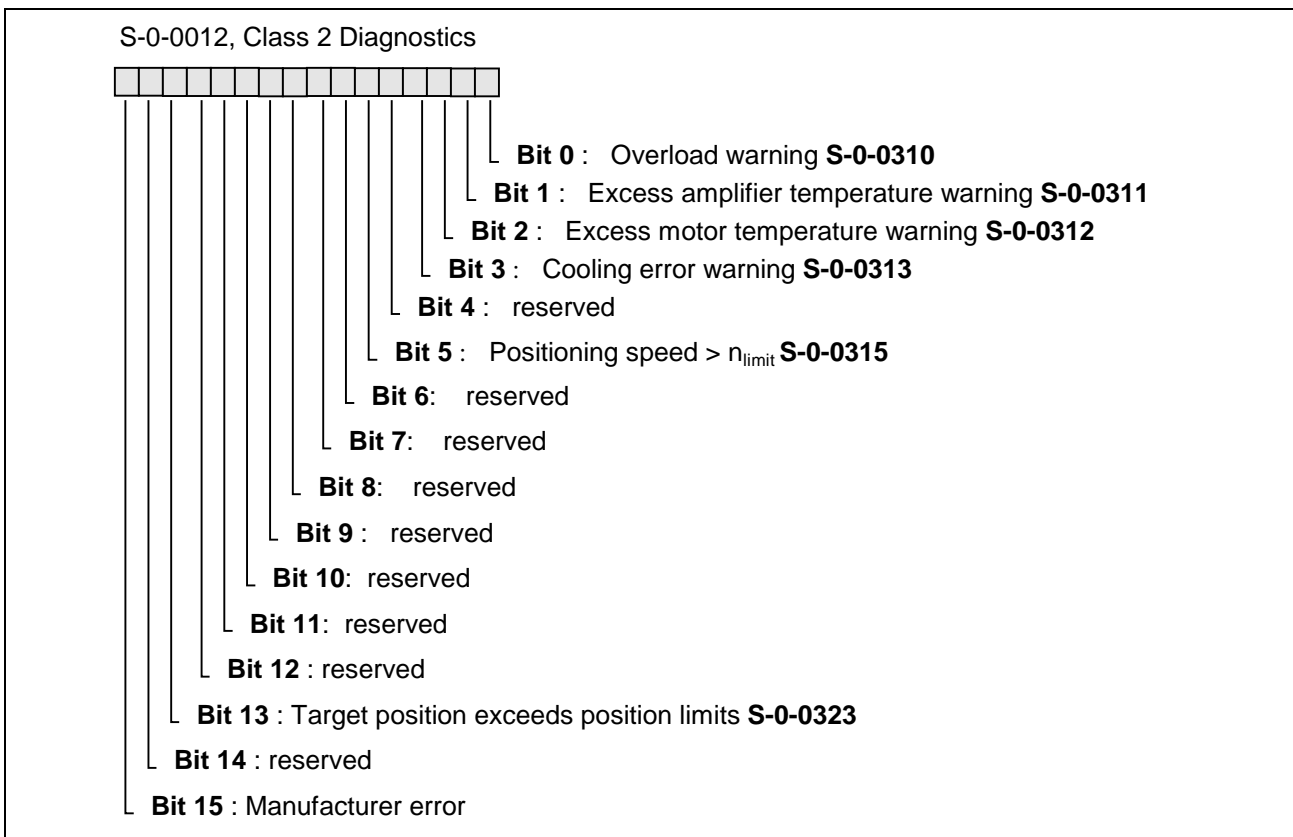 S-0-0012, Class 2 Diagnostics
Bit 0 : Overload warning S-0-0310
Bit 1 : Excess amplifier temperature warning S-0-0311
Bit 2 : Excess motor temperature warning S-0-0312
Bit 3 : Cooling error warning S-0-0313
Bit 4 : reserved
Bit 5 : Positioning speed > nlimit S-0-0315
Bit 6: reserved
Bit 7: reserved
Bit 8: reserved
Bit 9 : reserved
Bit 10: reserved
Bit 11: reserved
Bit 12 : reserved
Bit 13 : Target position exceeds position limits S-0-0323
Bit 14 : reserved
Bit 15 : Manufacturer error